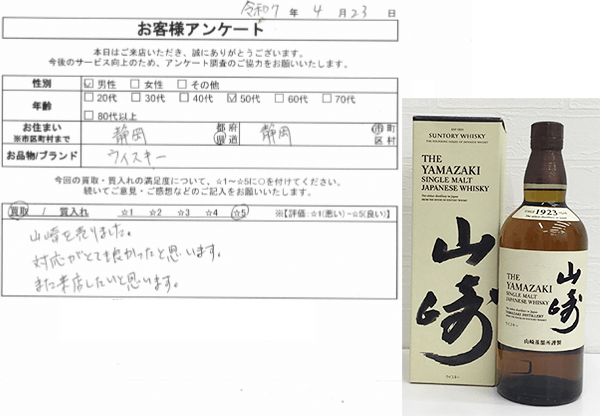 令和7 年 4 月 23 日
お客様アンケート
本日はご来店いただき、誠にありがとうございます。
今後のサービス向上のため、アンケート調査のご協力をお願いいたします。
性別 ☑男性 □女性 □その他
年齢 □20代 □30代 □40代 ☑50代 □60代 □70代
□80代以上
お住まい
※市区町村まで
静岡 都 府 県 道 静岡 市 町 区 村
お品物/ブランド ウィスキー
今回の買取・質入れの満足度について、☆1~☆5に○を付けてください。
続いてご意見・ご感想などのご記入をお願いいたします。
買取 / 質入れ ☆1 ☆2 ☆3 ☆4 ☆5 ※【評価:☆1(悪い)-☆5(良い)】
山崎を売りました。
対応がとても良かったと思います。
また来店したいと思います。
SUNTORY WHISKY
THE
YAMAZAKI
SINGLE MALT
JAPANESE WHISKY
山崎
SINCE 1923
THE
YAMAZAKI
SINGLE MALT
JAPANESE WHISKY
YAMAZAKI DISTILLERY
山崎
山崎蒸溜所謹製
ウイスキー